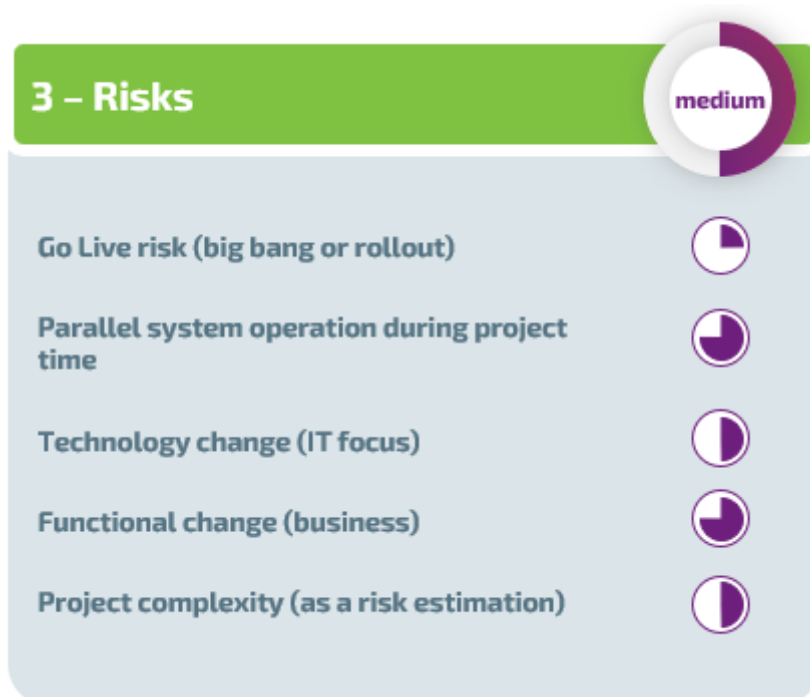 3 – Risks
medium
Go Live risk (big bang or rollout)
Parallel system operation during project
time
Technology change (IT focus)
Functional change (business)
Project complexity (as a risk estimation)